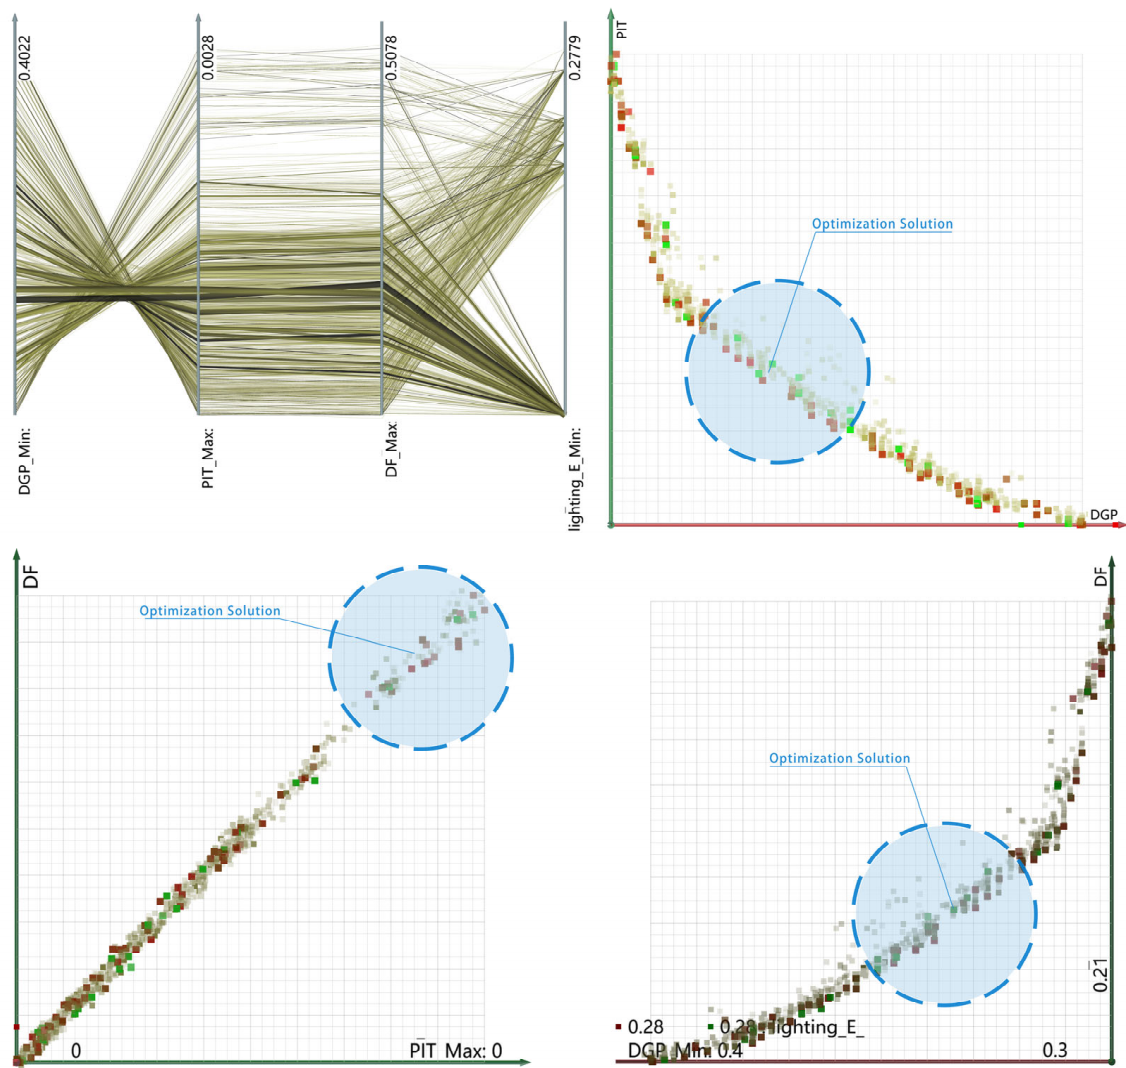 0.4022
0.0028
0.5078
0.2779
DGP_Min:
PIT_Max:
DF_Max:
lighting_E_Min:
PIT
Optimization Solution
DGP
DF
Optimization Solution
0
PIT_Max: 0
DF
Optimization Solution
0.21
0.28
0.28 lighting_E_
DGP_Min: 0.4
0.3